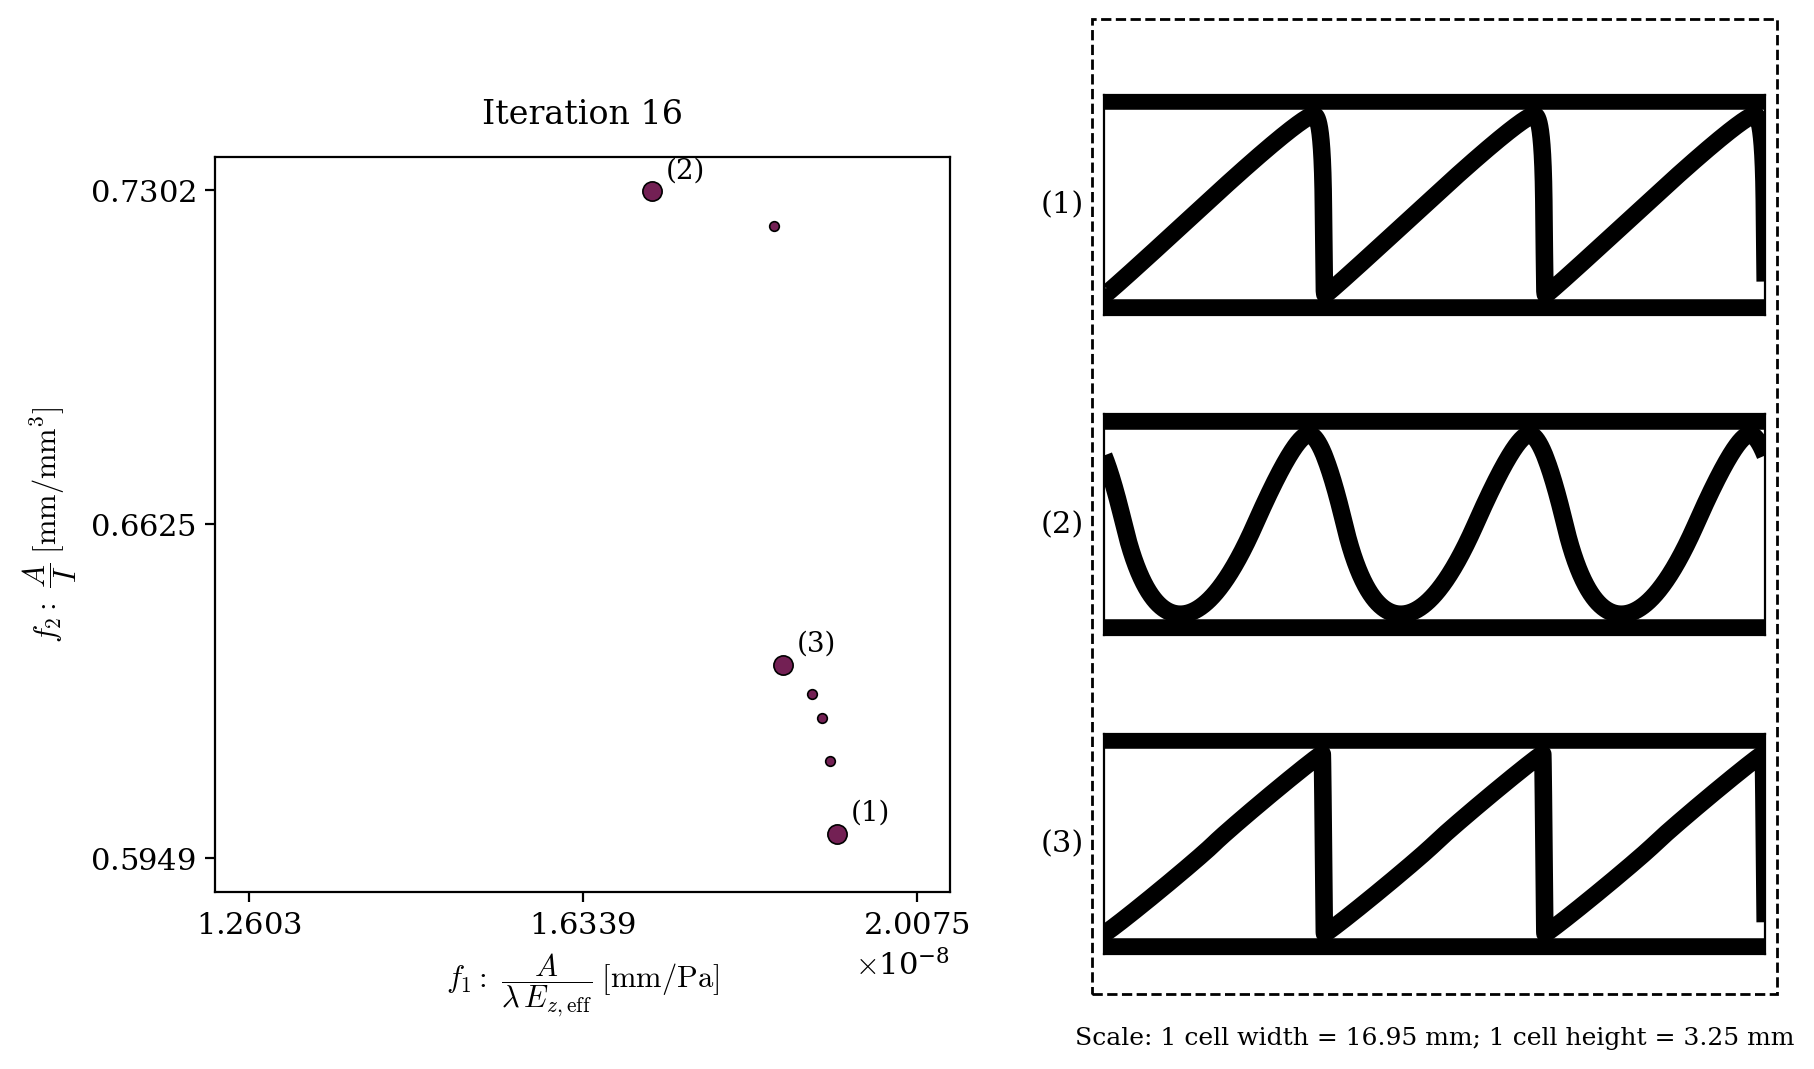 Iteration 16
(2)
(3)
(1)
0.7302
0.6625
0.5949
f₂ : A/I [mm/mm³]
1.2603 1.6339 2.0075
×10⁻⁸
f₁ : A/(λ E_z, eff) [mm/Pa]
(1)
(2)
(3)
Scale: 1 cell width = 16.95 mm; 1 cell height = 3.25 mm